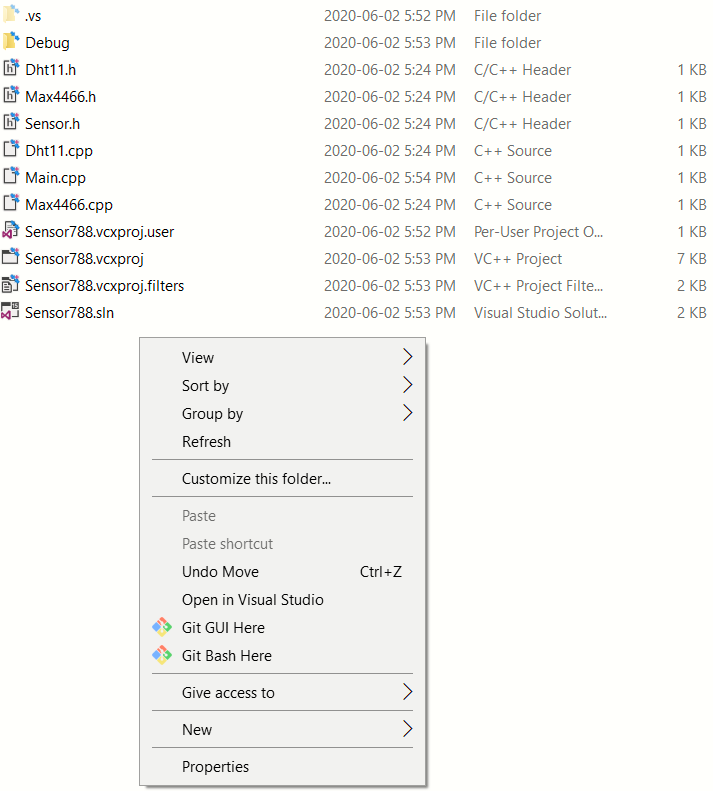 .vs 2020-06-02 5:52 PM File folder
Debug 2020-06-02 5:53 PM File folder
Dht11.h 2020-06-02 5:24 PM C/C++ Header 1 KB
Max4466.h 2020-06-02 5:24 PM C/C++ Header 1 KB
Sensor.h 2020-06-02 5:24 PM C/C++ Header 1 KB
Dht11.cpp 2020-06-02 5:24 PM C++ Source 1 KB
Main.cpp 2020-06-02 5:54 PM C++ Source 1 KB
Max4466.cpp 2020-06-02 5:24 PM C++ Source 1 KB
Sensor788.vcxproj.user 2020-06-02 5:52 PM Per-User Project O... 1 KB
Sensor788.vcxproj 2020-06-02 5:53 PM VC++ Project 7 KB
Sensor788.vcxproj.filters 2020-06-02 5:53 PM VC++ Project Filte... 2 KB
Sensor788.sln 2020-06-02 5:53 PM Visual Studio Solut... 2 KB
View
Sort by
Group by
Refresh
Customize this folder...
Paste
Paste shortcut
Undo Move Ctrl+Z
Open in Visual Studio
Git GUI Here
Git Bash Here
Give access to
New
Properties